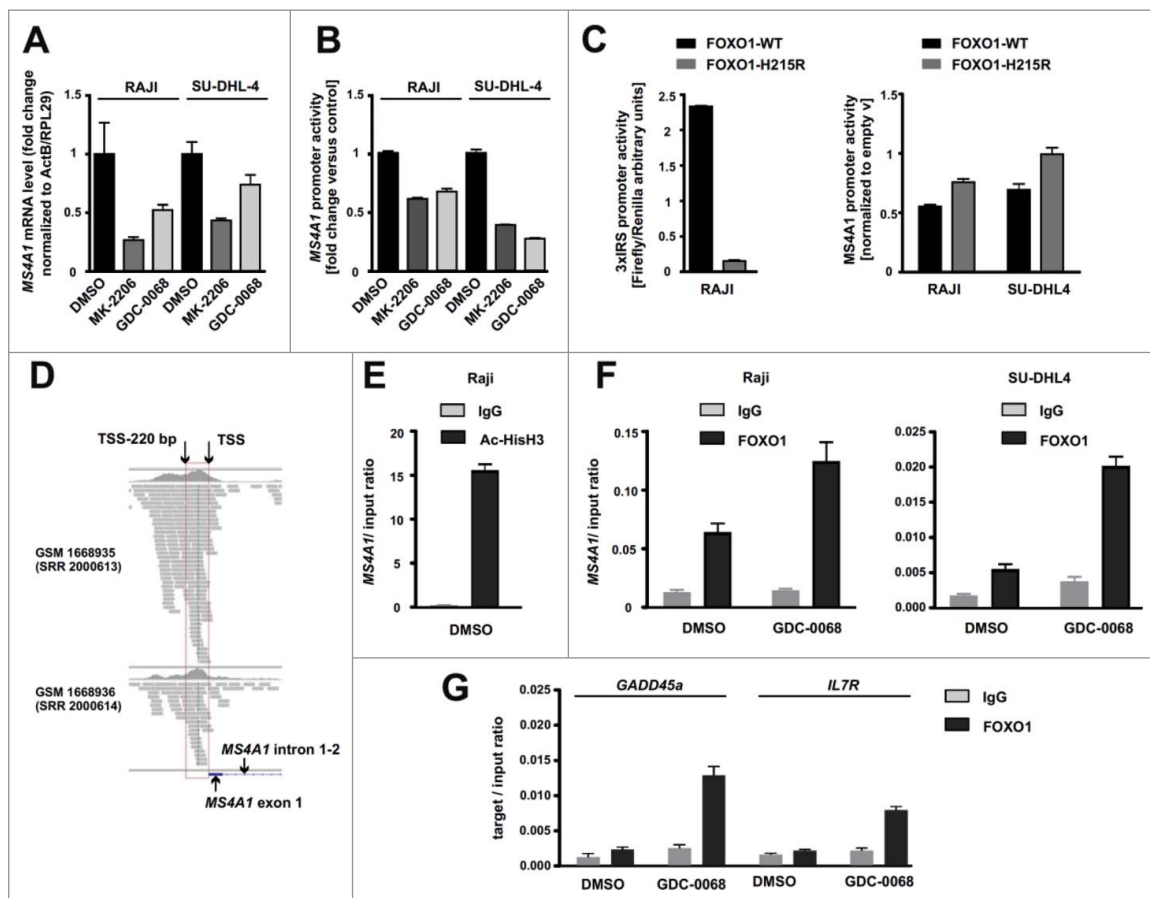 A
MS4A1 mRNA level (fold change
normalized to ActB/RPL29)
RAJI
SU-DHL-4
1.5
1
0.5
0
DMSO
MK-2206
GDC-0068
DMSO
MK-2206
GDC-0068
B
MS4A1 promoter activity
[fold change versus control]
RAJI
SU-DHL-4
1.5
1
0.5
0
DMSO
MK-2206
GDC-0068
DMSO
MK-2206
GDC-0068
C
FOXO1-WT
FOXO1-H215R
3xIRS promoter activity
[Firefly/Renilla arbitrary units]
2.5
2
1.5
1
0.5
0
RAJI
FOXO1-WT
FOXO1-H215R
MS4A1 promoter activity
[normalized to empty v]
1.5
1
0.5
0
RAJI
SU-DHL4
D
TSS-220 bp
TSS
GSM 1668935
(SRR 2000613)
GSM 1668936
(SRR 2000614)
MS4A1 intron 1-2
MS4A1 exon 1
E
Raji
IgG
Ac-HisH3
MS4A1/ input ratio
20
15
10
5
0
DMSO
F
Raji
IgG
FOXO1
MS4A1/ input ratio
0.15
0.10
0.05
0
DMSO
GDC-0068
SU-DHL4
IgG
FOXO1
0.025
0.020
0.015
0.010
0.005
0.000
DMSO
GDC-0068
G
GADD45a
IL7R
IgG
FOXO1
target / input ratio
0.025
0.020
0.015
0.010
0.005
0.000
DMSO
GDC-0068
DMSO
GDC-0068